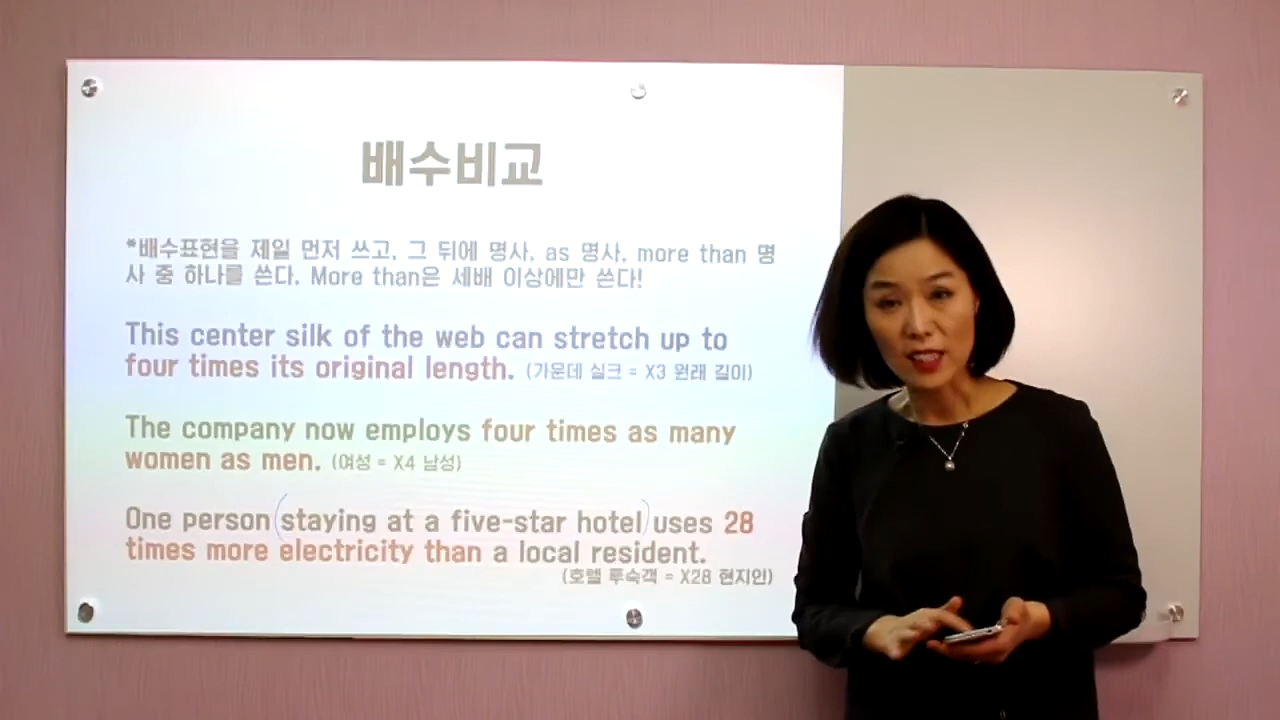 배수비교
*배수표현을 제일 먼저 쓰고, 그 뒤에 명사, as 명사, more than 명
사 중 하나를 쓴다. More than은 세배 이상에만 쓴다!
This center silk of the web can stretch up to
four times its original length. (가운데 실크 = X3 원래 길이)
The company now employs four times as many
women as men. (여성 = X4 남성)
One person (staying at a five-star hotel) uses 28
times more electricity than a local resident.
(호텔 투숙객 = X28 현지인)